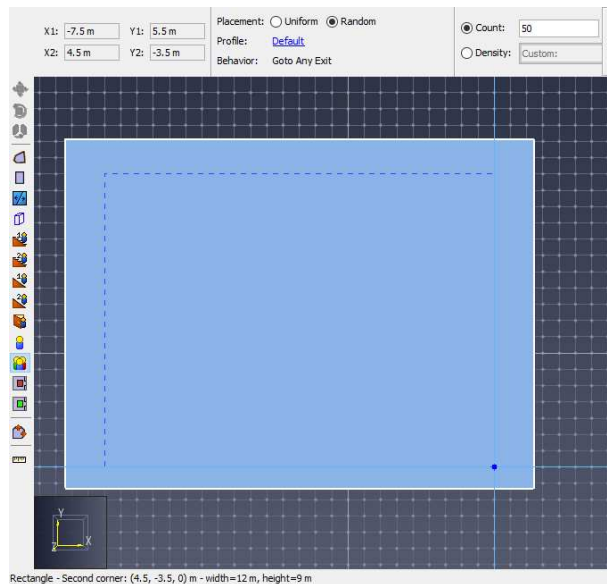 X1: -7.5 m Y1: 5.5 m
X2: 4.5 m Y2: -3.5 m
Placement: Uniform Random
Profile: Default
Behavior: Goto Any Exit
Count: 50
Density: Custom:
Y
X
Z
Rectangle - Second corner: (4.5, -3.5, 0) m - width=12 m, height=9 m